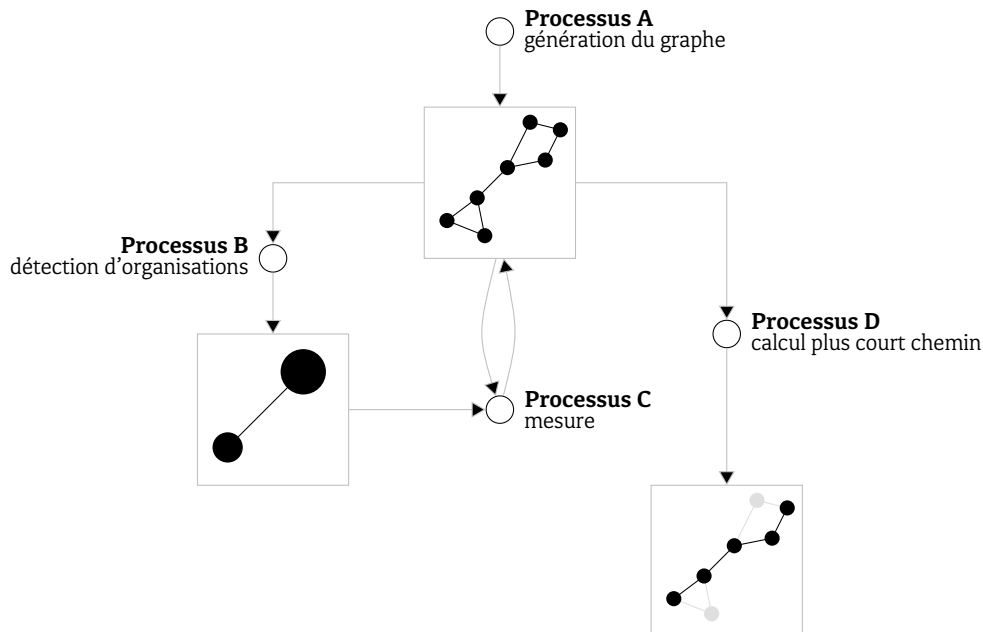 Processus A
génération du graphe
Processus B
détection d'organisations
Processus D
calcul plus court chemin
Processus C
mesure